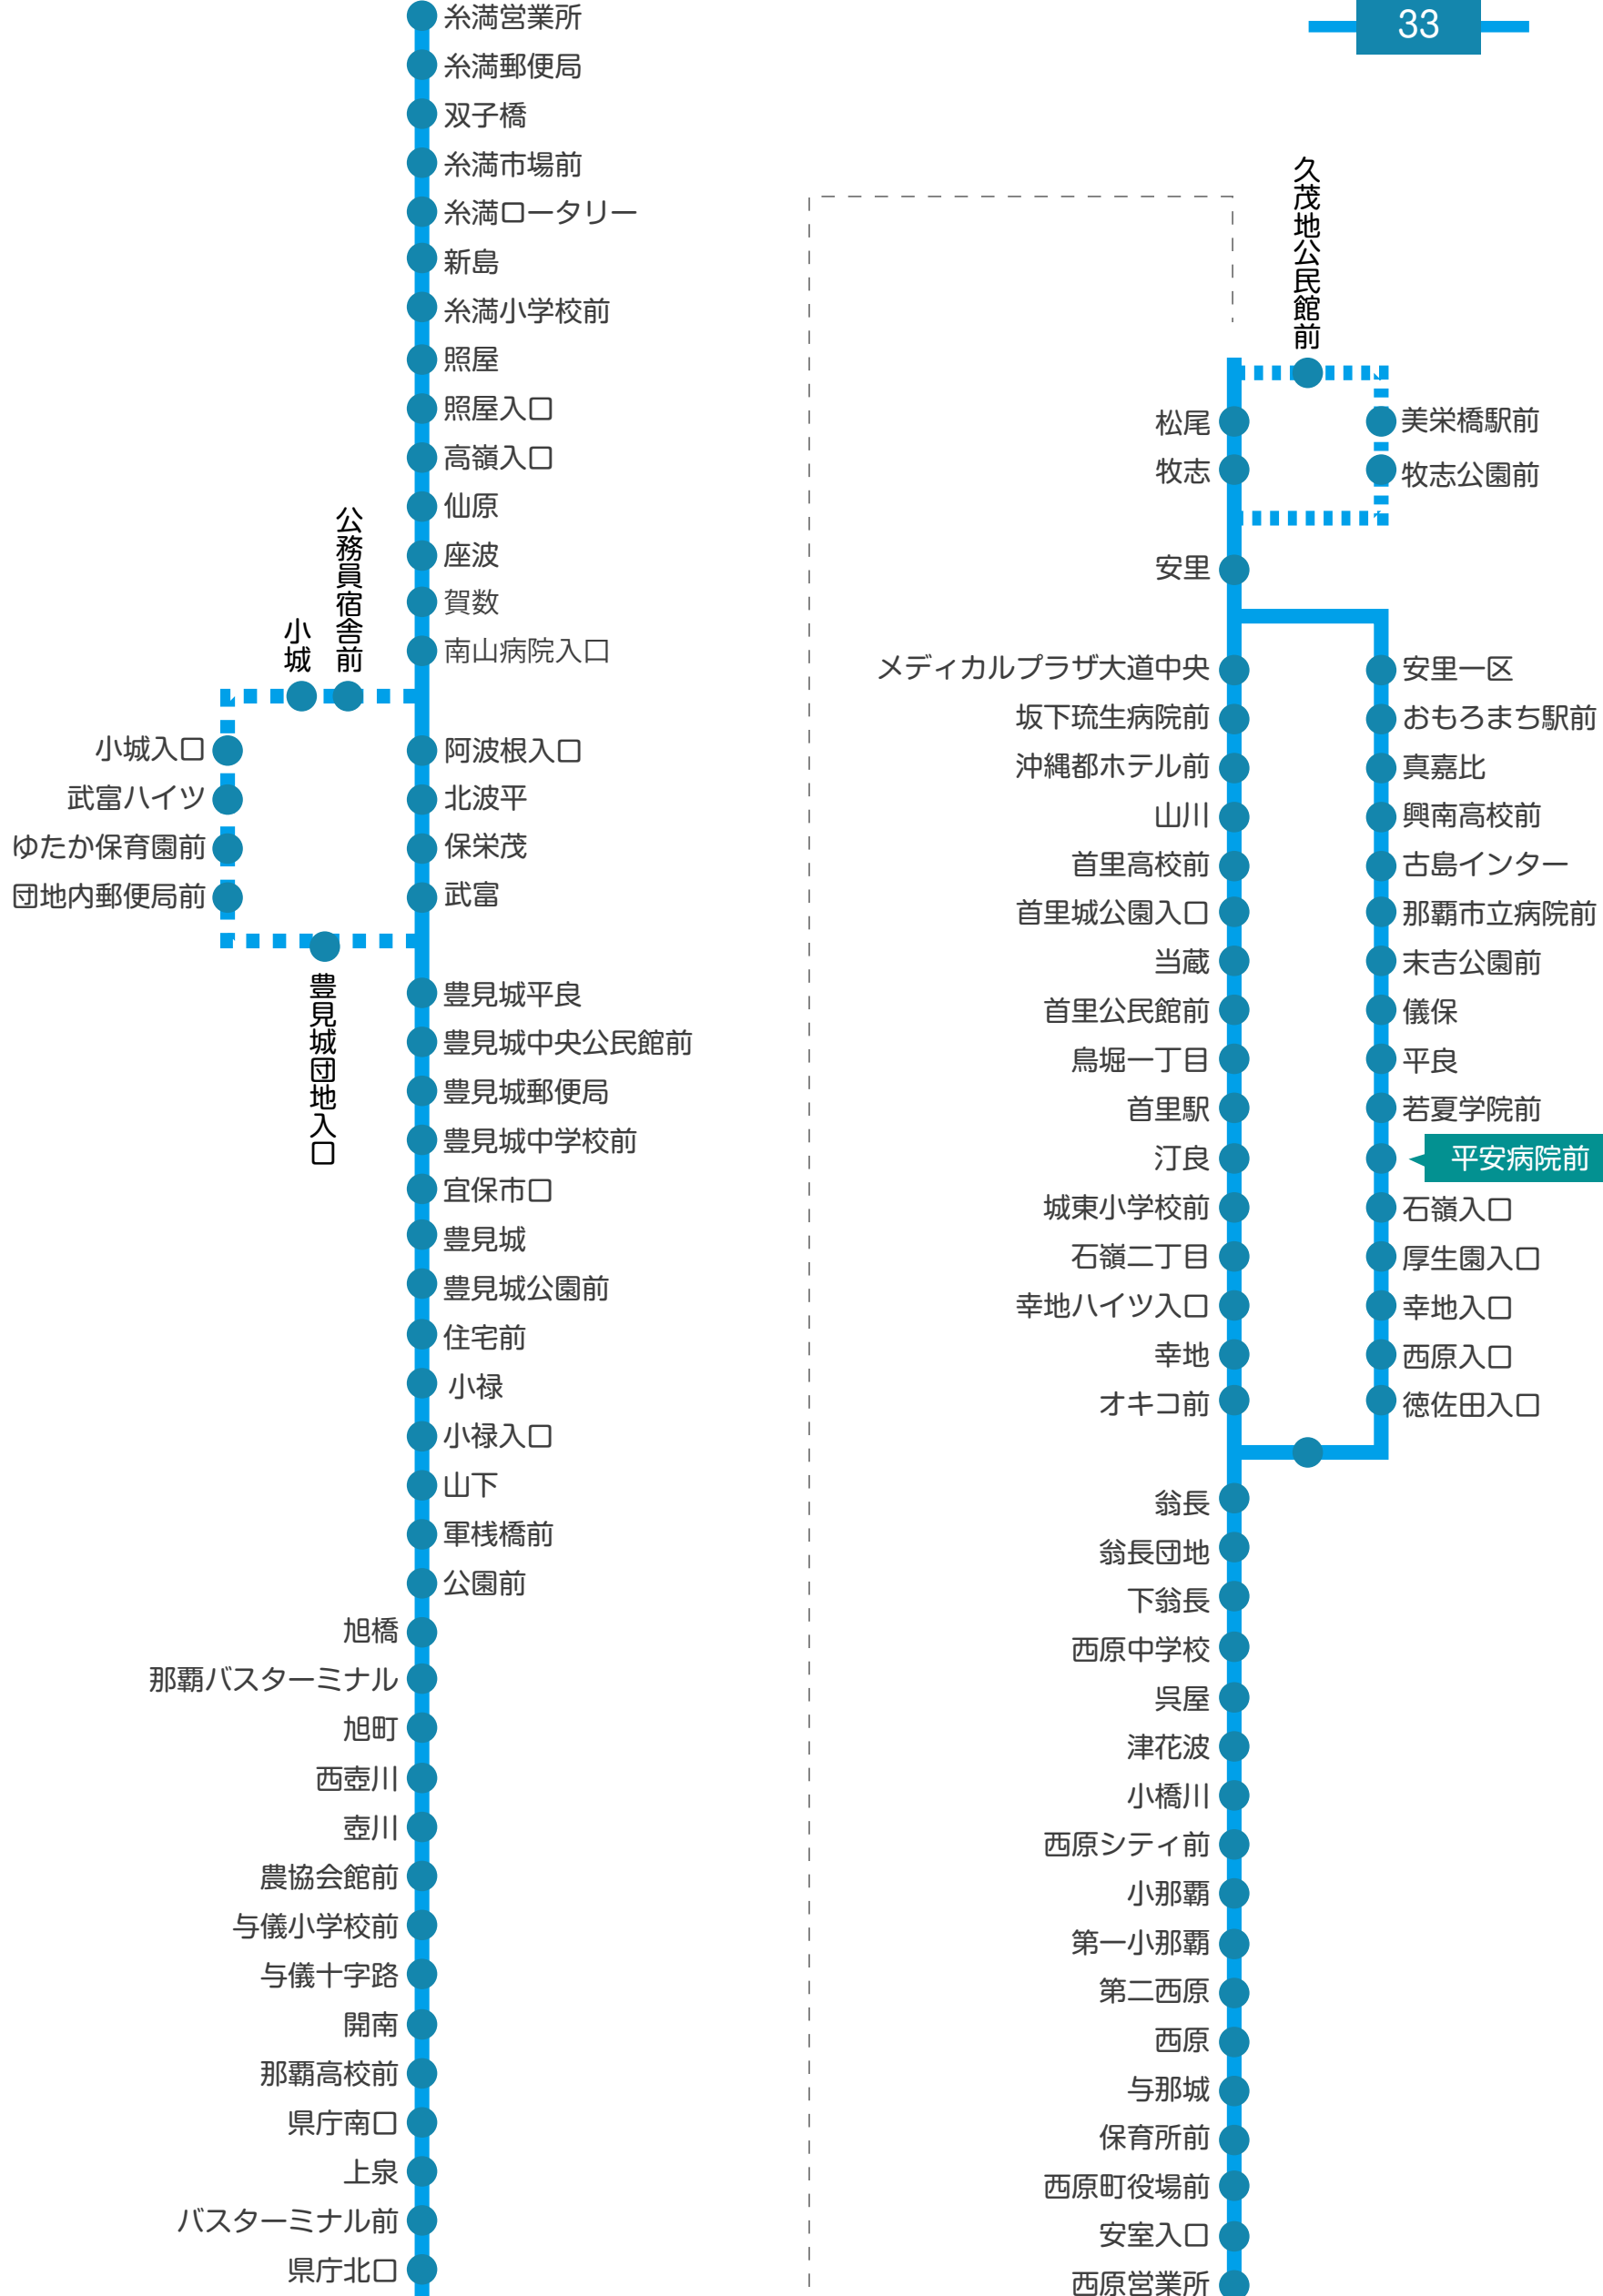 33
糸満営業所
糸満郵便局
双子橋
糸満市場前
糸満ロータリー
新島
糸満小学校前
照屋
照屋入口
高嶺入口
仙原
座波
賀数
南山病院入口
公務員宿舎前
小城
小城入口
武富ハイツ
ゆたか保育園前
団地内郵便局前
豊見城団地入口
阿波根入口
北波平
保栄茂
武富
豊見城平良
豊見城中央公民館前
豊見城郵便局
豊見城中学校前
宜保市口
豊見城
豊見城公園前
住宅前
小禄
小禄入口
山下
軍桟橋前
公園前
旭橋
那覇バスターミナル
旭町
西壺川
壺川
農協会館前
与儀小学校前
与儀十字路
開南
那覇高校前
県庁南口
上泉
バスターミナル前
県庁北口
久茂地公民館前
美栄橋駅前
牧志公園前
松尾
牧志
安里
メディカルプラザ大道中央
坂下琉生病院前
沖縄都ホテル前
山川
首里高校前
首里城公園入口
当蔵
首里公民館前
鳥堀一丁目
首里駅
汀良
城東小学校前
石嶺二丁目
幸地ハイツ入口
幸地
オキコ前
安里一区
おもろまち駅前
真嘉比
興南高校前
古島インター
那覇市立病院前
末吉公園前
儀保
平良
若夏学院前
平安病院前
石嶺入口
厚生園入口
幸地入口
西原入口
徳佐田入口
翁長
翁長団地
下翁長
西原中学校
呉屋
津花波
小橋川
西原シティ前
小那覇
第一小那覇
第二西原
西原
与那城
保育所前
西原町役場前
安室入口
西原営業所